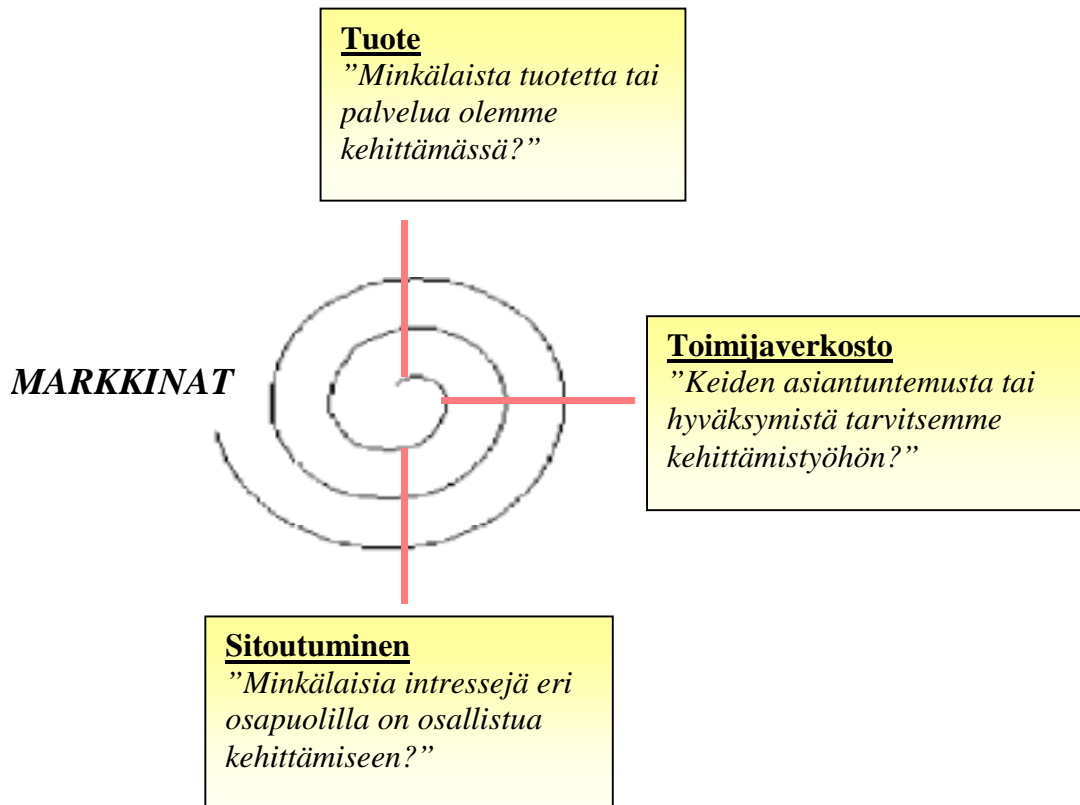 Tuote
”Minkälaista tuotetta tai
palvelua olemme
kehittämässä?”
MARKKINAT
Toimijaverkosto
”Keiden asiantuntemusta tai
hyväksymistä tarvitsemme
kehittämistyöhön?”
Sitoutuminen
”Minkälaisia intressejä eri
osapuolilla on osallistua
kehittämiseen?”